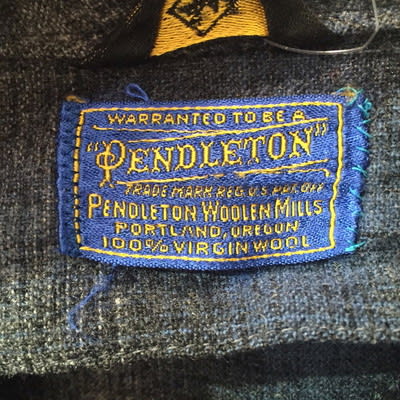 WARRANTED TO BE A
"PENDLETON"
TRADE MARK REG. U.S. PAT. OFF.
PENDLETON WOOLEN MILLS
PORTLAND, OREGON
100% VIRGIN WOOL